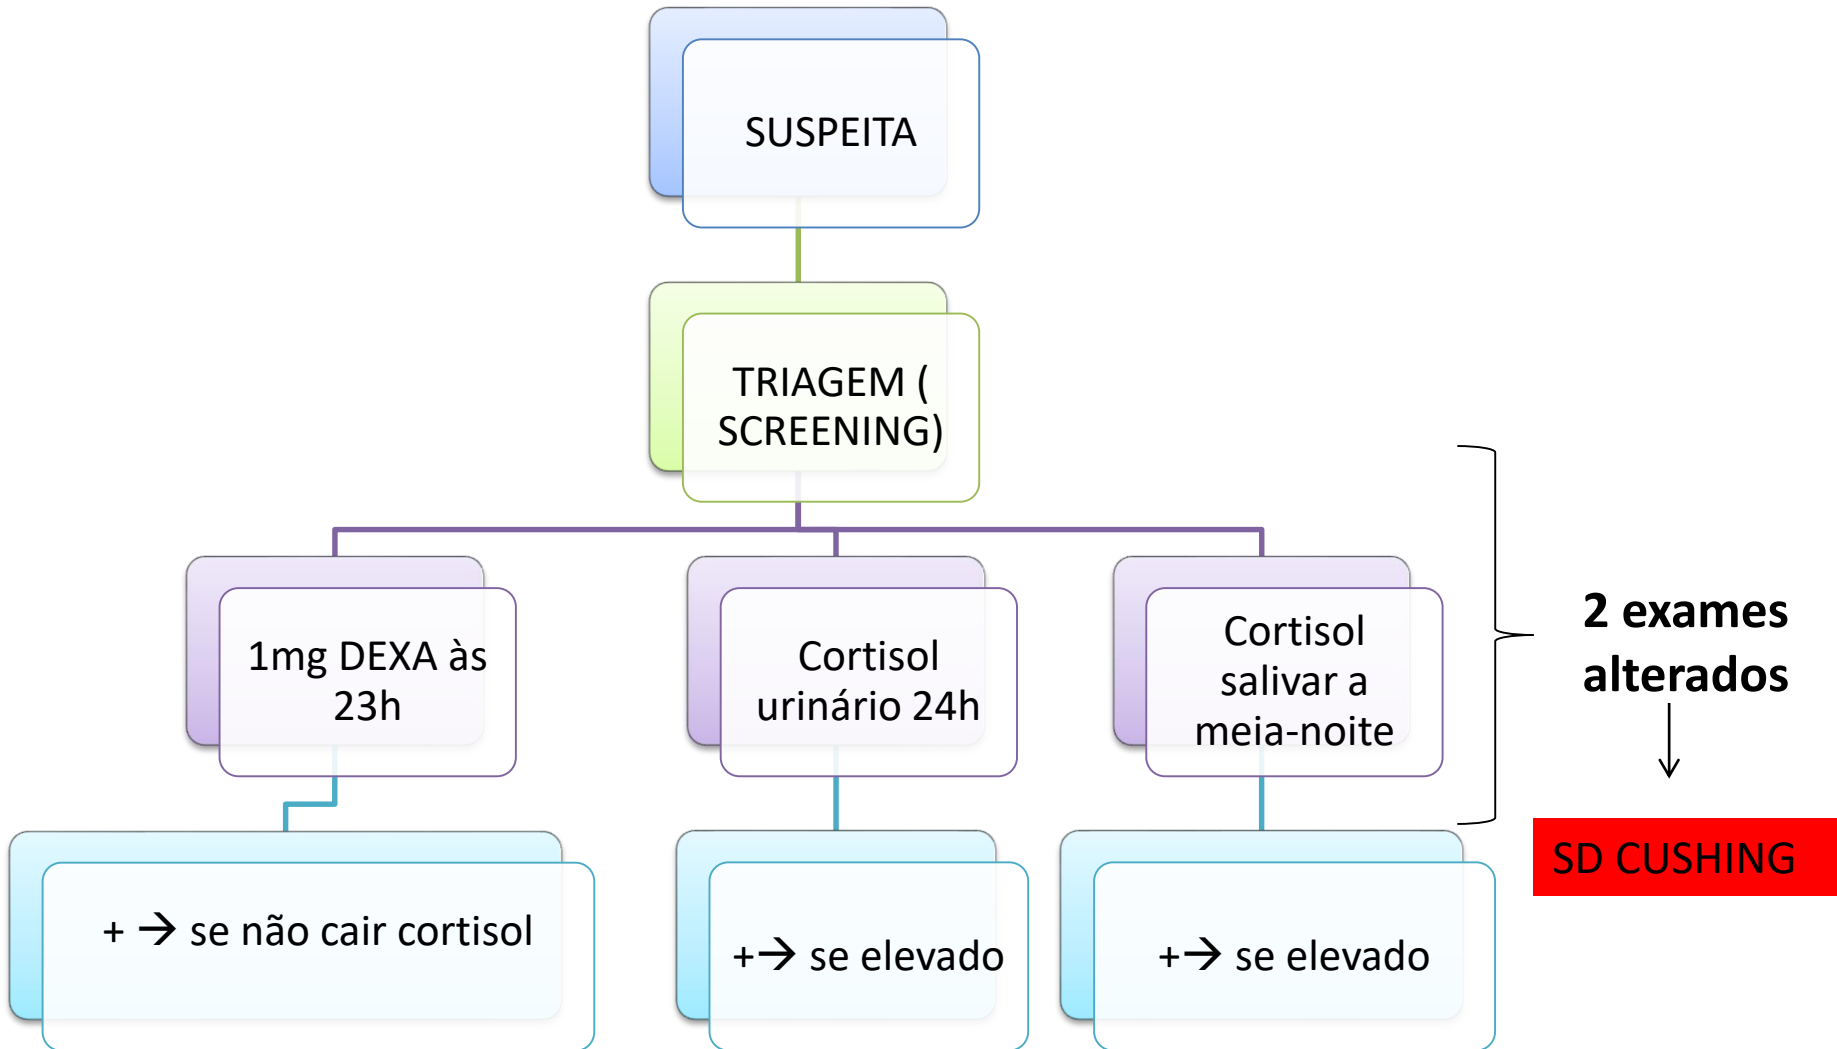 SUSPEITA
TRIAGEM (
SCREENING)
1mg DEXA às
23h
Cortisol
urinário 24h
Cortisol
salivar a
meia-noite
2 exames
alterados
+ → se não cair cortisol
+→ se elevado
+→ se elevado
SD CUSHING